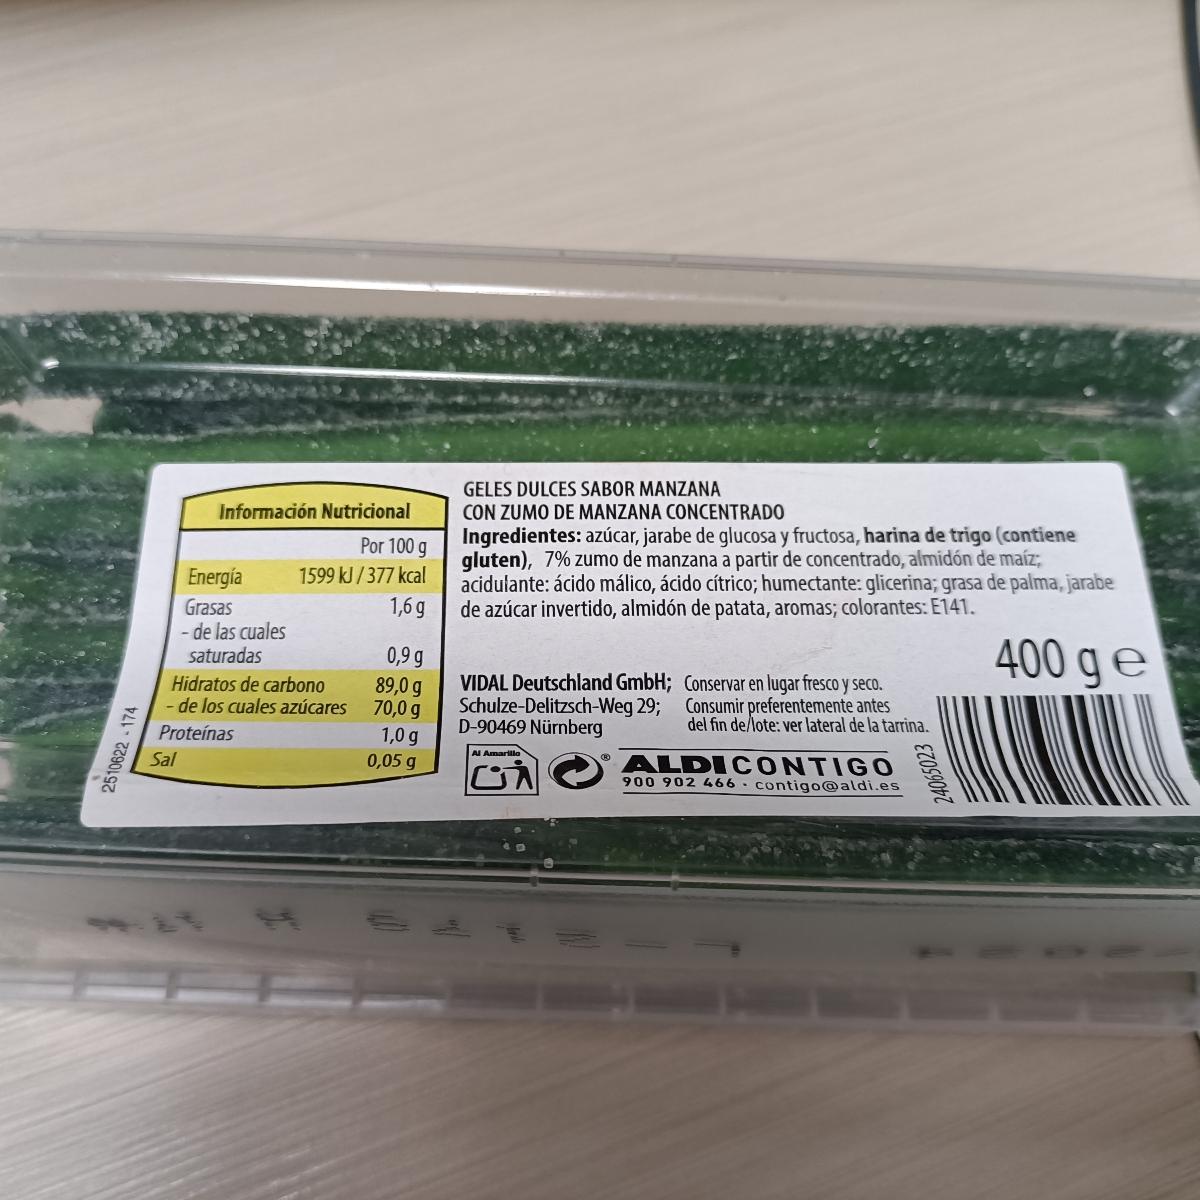 Información Nutricional
Por 100 g
Energía 1599 kJ / 377 kcal
Grasas 1,6 g
- de las cuales
saturadas 0,9 g
Hidratos de carbono 89,0 g
- de los cuales azúcares 70,0 g
Proteínas 1,0 g
Sal 0,05 g
2510622 - 174
GELES DULCES SABOR MANZANA
CON ZUMO DE MANZANA CONCENTRADO
Ingredientes: azúcar, jarabe de glucosa y fructosa, harina de trigo (contiene
gluten), 7% zumo de manzana a partir de concentrado, almidón de maíz;
acidulante: ácido málico, ácido cítrico; humectante: glicerina; grasa de palma, jarabe
de azúcar invertido, almidón de patata, aromas; colorantes: E141.
400 g e
VIDAL Deutschland GmbH;
Schulze-Delitzsch-Weg 29;
D-90469 Nürnberg
Conservar en lugar fresco y seco.
Consumir preferentemente antes
del fin de/lote: ver lateral de la tarrina.
Al Amarillo
®
ALDI CONTIGO
900 902 466 · contigo@aldi.es
24065023